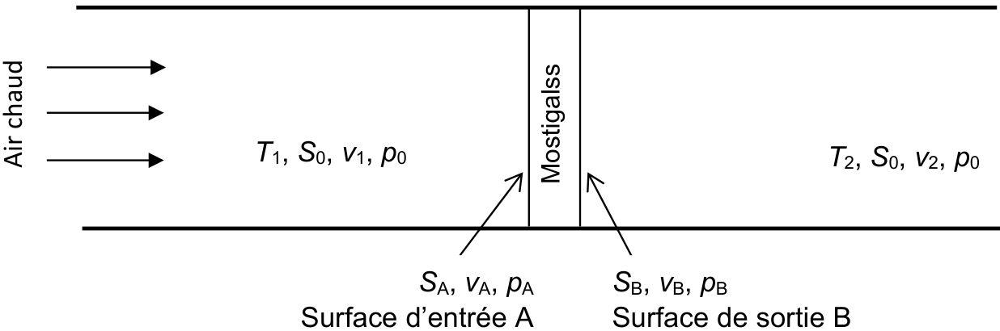 Air chaud
T1, S0, v1, p0
Mostigalss
T2, S0, v2, p0
SA, vA, pA
Surface d’entrée A
SB, vB, pB
Surface de sortie B